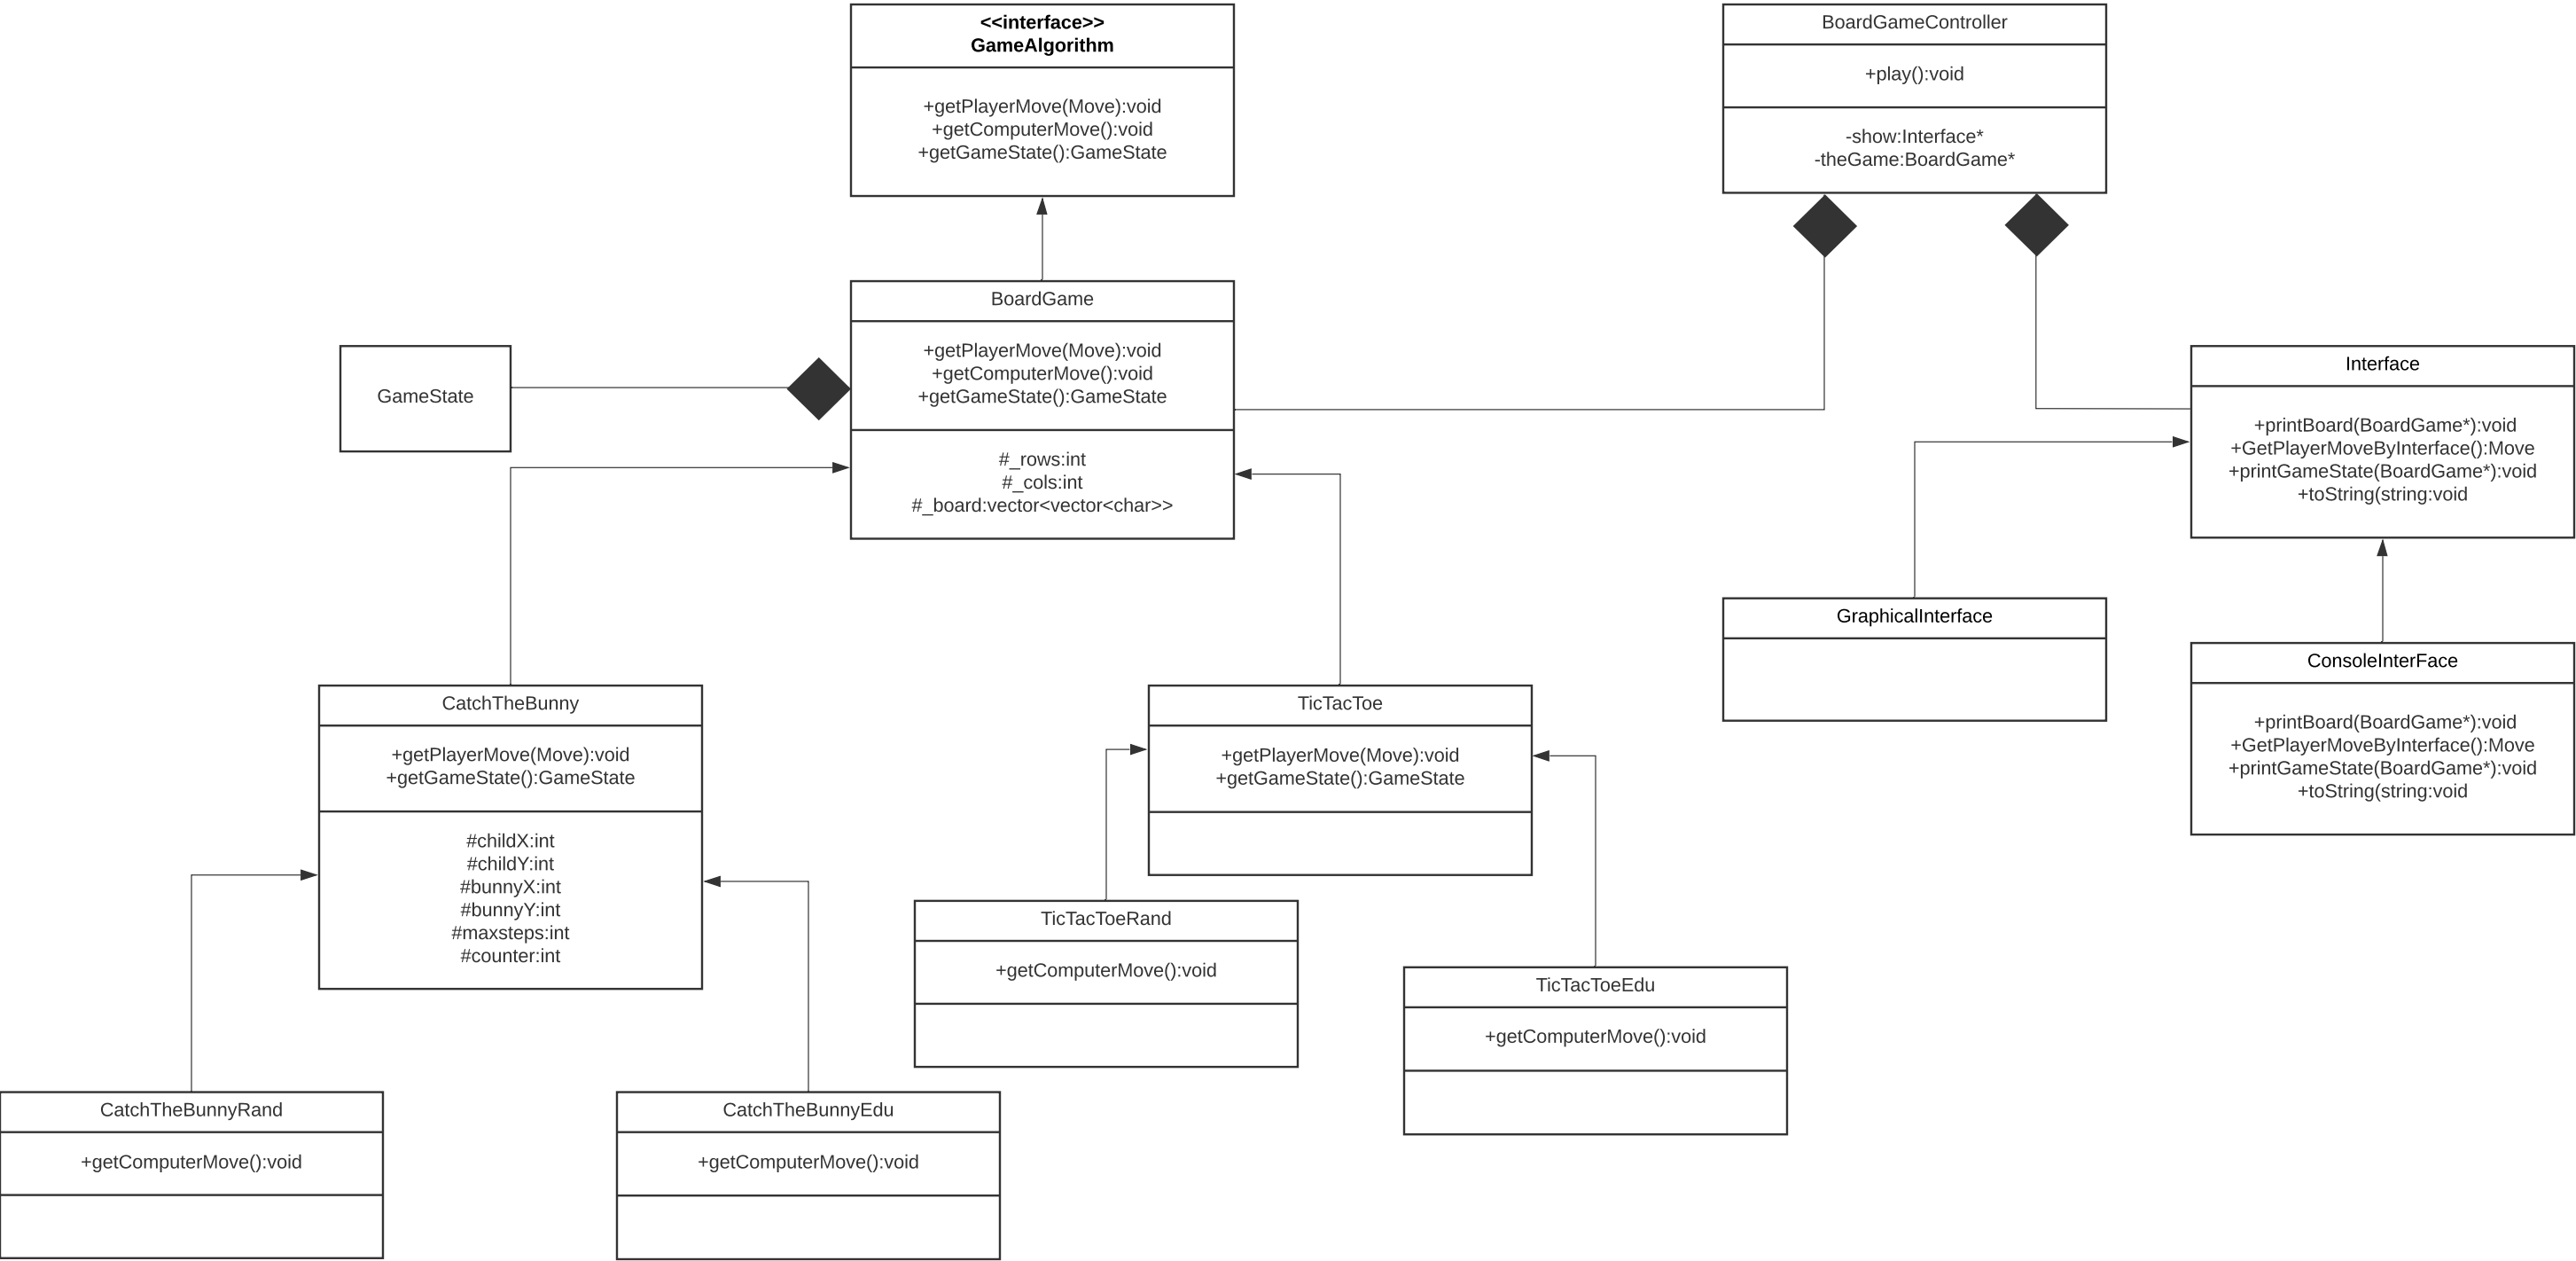 <<interface>>
GameAlgorithm
+getPlayerMove(Move):void
+getComputerMove():void
+getGameState():GameState
BoardGameController
+play():void
-show:Interface*
-theGame:BoardGame*
BoardGame
+getPlayerMove(Move):void
+getComputerMove():void
+getGameState():GameState
#_rows:int
#_cols:int
#_board:vector<vector<char>>
GameState
Interface
+printBoard(BoardGame*):void
+GetPlayerMoveByInterface():Move
+printGameState(BoardGame*):void
+toString(string:void
GraphicalInterface
ConsoleInterFace
+printBoard(BoardGame*):void
+GetPlayerMoveByInterface():Move
+printGameState(BoardGame*):void
+toString(string:void
CatchTheBunny
+getPlayerMove(Move):void
+getGameState():GameState
#childX:int
#childY:int
#bunnyX:int
#bunnyY:int
#maxsteps:int
#counter:int
TicTacToe
+getPlayerMove(Move):void
+getGameState():GameState
TicTacToeRand
+getComputerMove():void
TicTacToeEdu
+getComputerMove():void
CatchTheBunnyRand
+getComputerMove():void
CatchTheBunnyEdu
+getComputerMove():void